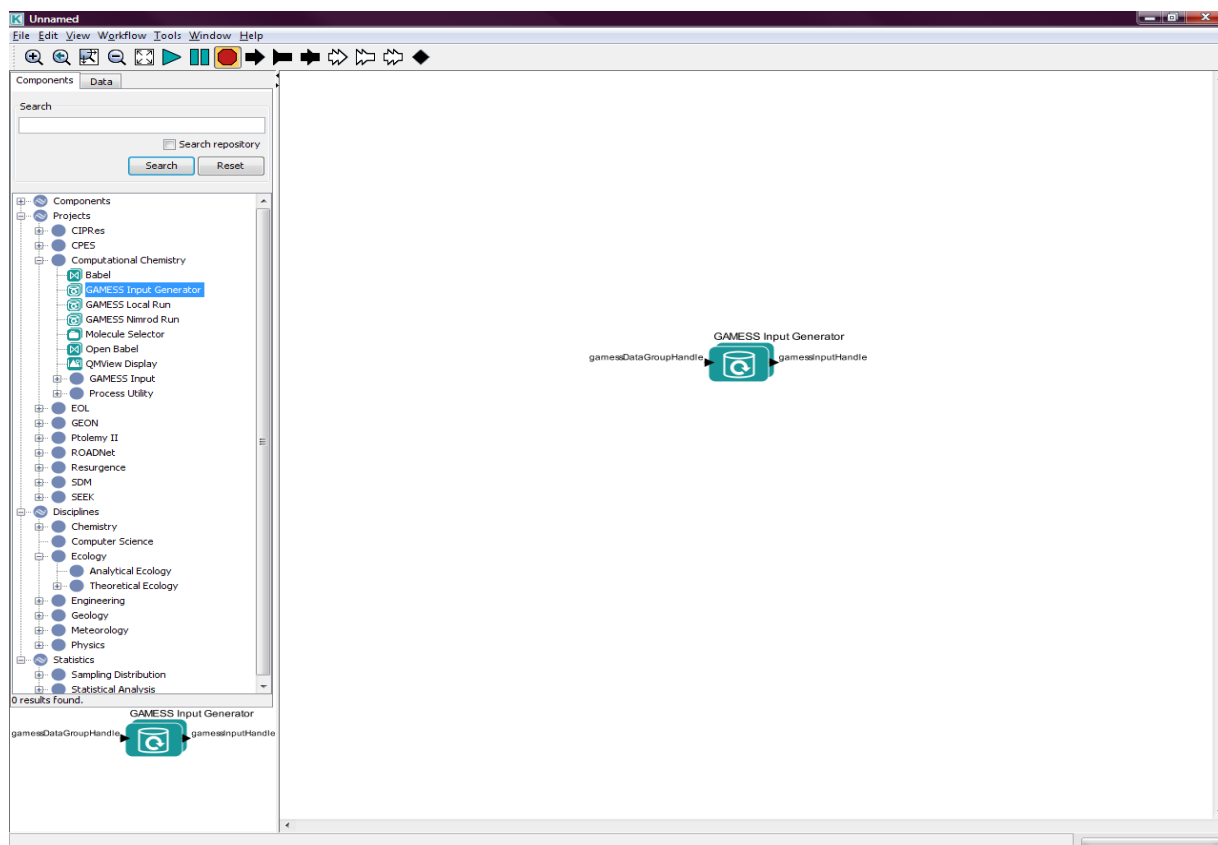 Unnamed
File Edit View Workflow Tools Window Help
Components Data
Search
Search repository
Search Reset
Components
Projects
CIPRes
CPES
Computational Chemistry
Babel
GAMESS Input Generator
GAMESS Local Run
GAMESS Nimrod Run
Molecule Selector
Open Babel
QMView Display
GAMESS Input
Process Utility
EOL
GEON
Ptolemy II
ROADNet
Resurgence
SDM
SEEK
Disciplines
Chemistry
Computer Science
Ecology
Analytical Ecology
Theoretical Ecology
Engineering
Geology
Meteorology
Physics
Statistics
Sampling Distribution
Statistical Analysis
0 results found.
GAMESS Input Generator
gamessDataGroupHandle gamessInputHandle
GAMESS Input Generator
gamessDataGroupHandle gamessInputHandle